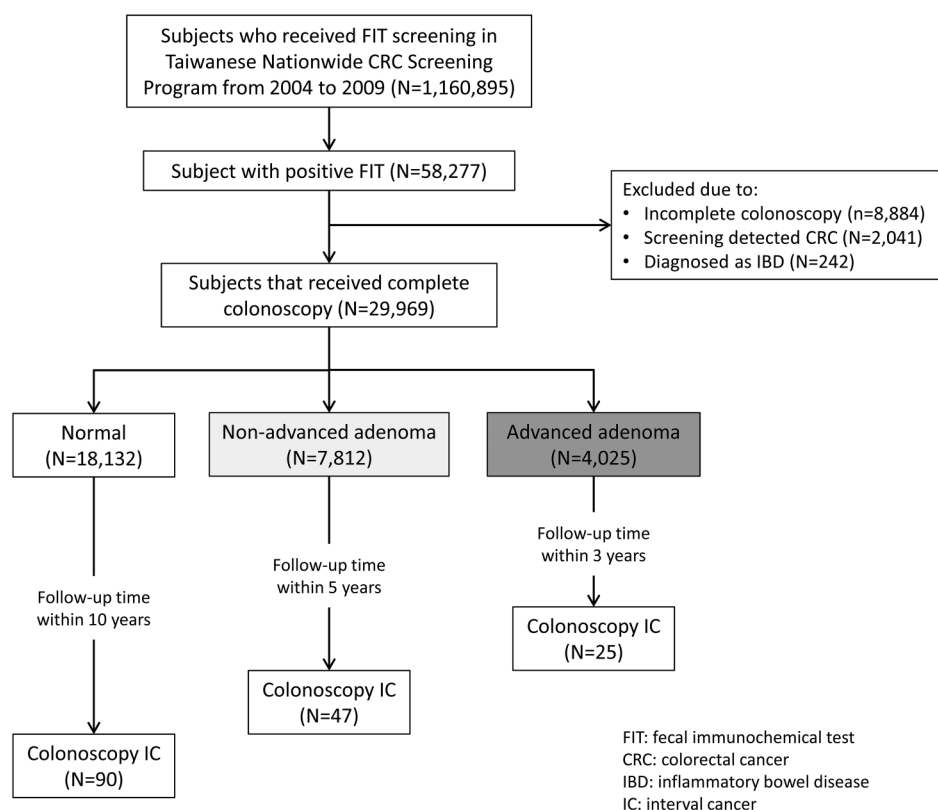 Subjects who received FIT screening in
Taiwanese Nationwide CRC Screening
Program from 2004 to 2009 (N=1,160,895)
Subject with positive FIT (N=58,277)
Excluded due to:
• Incomplete colonoscopy (n=8,884)
• Screening detected CRC (N=2,041)
• Diagnosed as IBD (N=242)
Subjects that received complete
colonoscopy (N=29,969)
Normal
(N=18,132)
Non-advanced adenoma
(N=7,812)
Advanced adenoma
(N=4,025)
Follow-up time
within 10 years
Follow-up time
within 5 years
Follow-up time
within 3 years
Colonoscopy IC
(N=90)
Colonoscopy IC
(N=47)
Colonoscopy IC
(N=25)
FIT: fecal immunochemical test
CRC: colorectal cancer
IBD: inflammatory bowel disease
IC: interval cancer